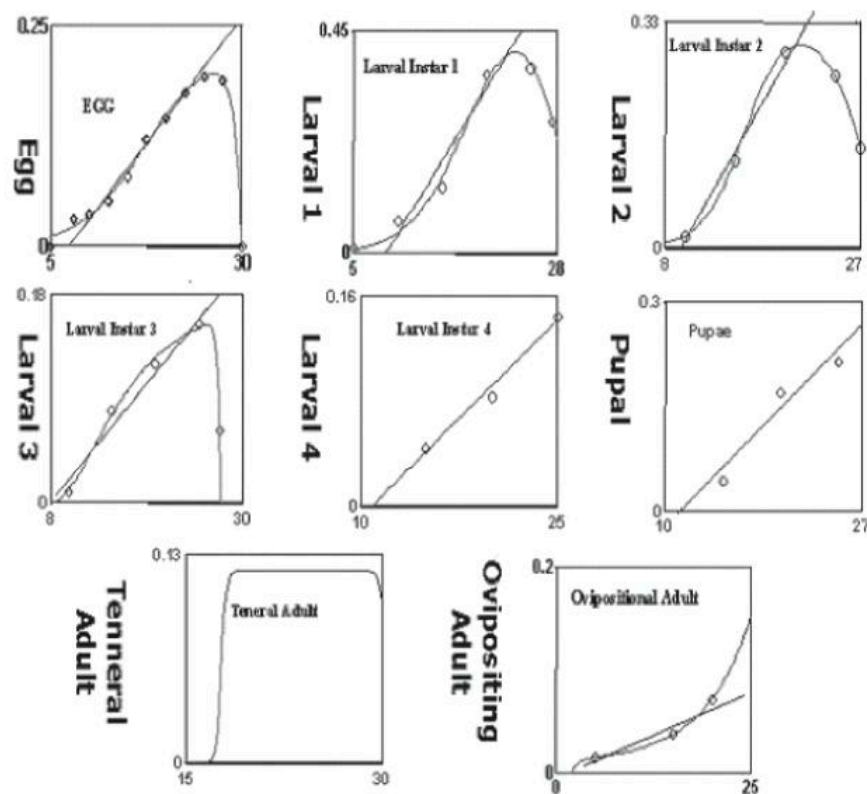 0.25
EGG
Egg
0
5
30
0.45
Larval Instar 1
Larval 1
0
5
28
0.33
Larval Instar 2
Larval 2
0
8
27
0.18
Larval Instar 3
Larval 3
0
8
30
0.16
Larval Instar 4
Larval 4
0
10
25
0.3
Pupae
Pupal
0
10
27
0.13
Teneral Adult
Tenneral
Adult
0
15
30
0.2
Ovipositional Adult
Ovipositing
Adult
0
0
25